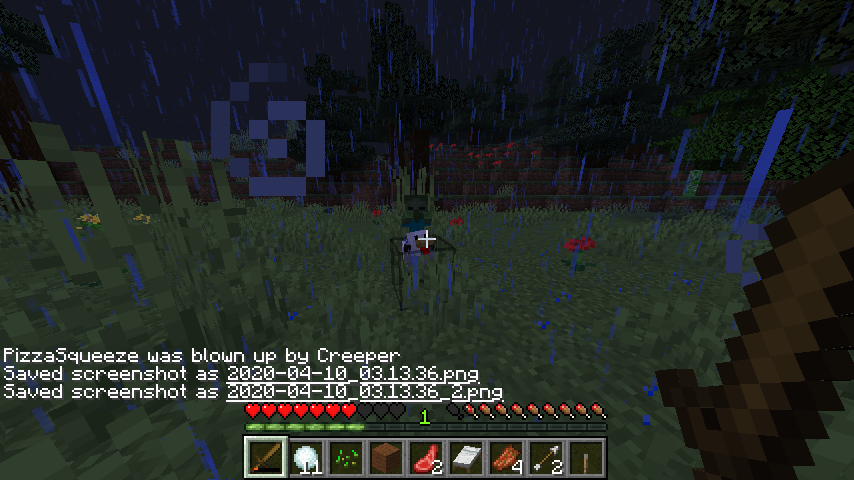 PizzaSqueeze was blown up by Creeper
Saved screenshot as 2020-04-10_03.13.36.png
Saved screenshot as 2020-04-10_03.13.36_2.png
1
11 2 4 2